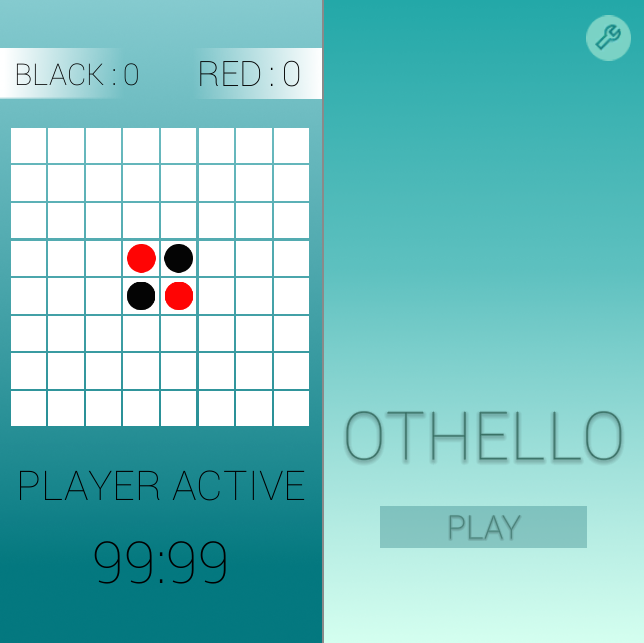 BLACK : 0
RED : 0
PLAYER ACTIVE
99:99
OTHELLO
PLAY